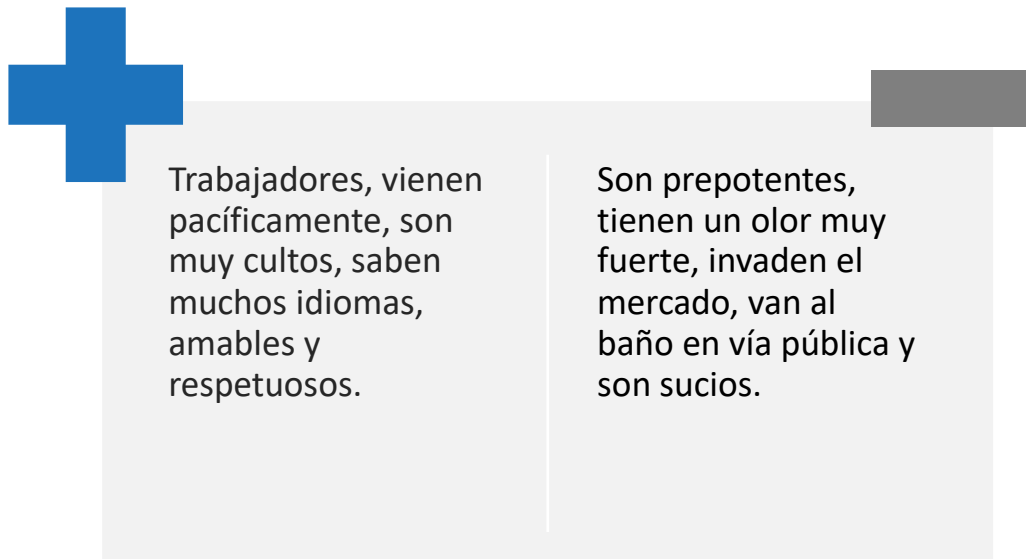 Trabajadores, vienen
pacíficamente, son
muy cultos, saben
muchos idiomas,
amables y
respetuosos.
Son prepotentes,
tienen un olor muy
fuerte, invaden el
mercado, van al
baño en vía pública y
son sucios.